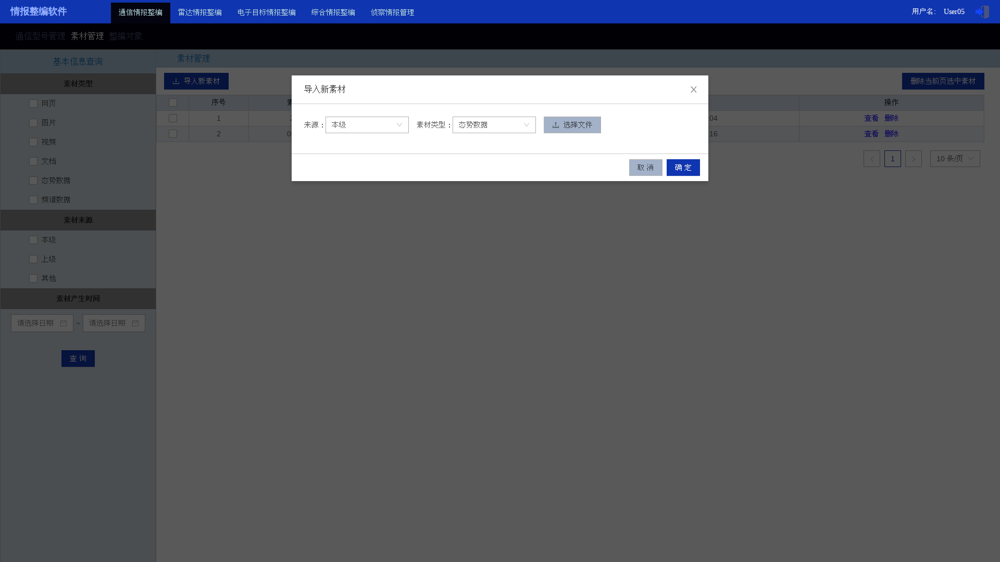 情报整编软件 通信情报整编 雷达情报整编 电子目标情报整编 综合情报整编 侦察情报管理 用户名: User05
通信型号管理 素材管理 整编对象
基本信息查询
素材类型
网页
图片
视频
文档
态势数据
频谱数据
素材来源
本级
上级
其他
素材产生时间
请选择日期 ~ 请选择日期
查 询
素材管理
导入新素材 删除当前页选中素材
序号 操作
1 :04 查看 删除
2 :16 查看 删除
< 1 > 10 条/页
导入新素材 X
来源： 本级 素材类型： 态势数据 选择文件
取 消 确 定